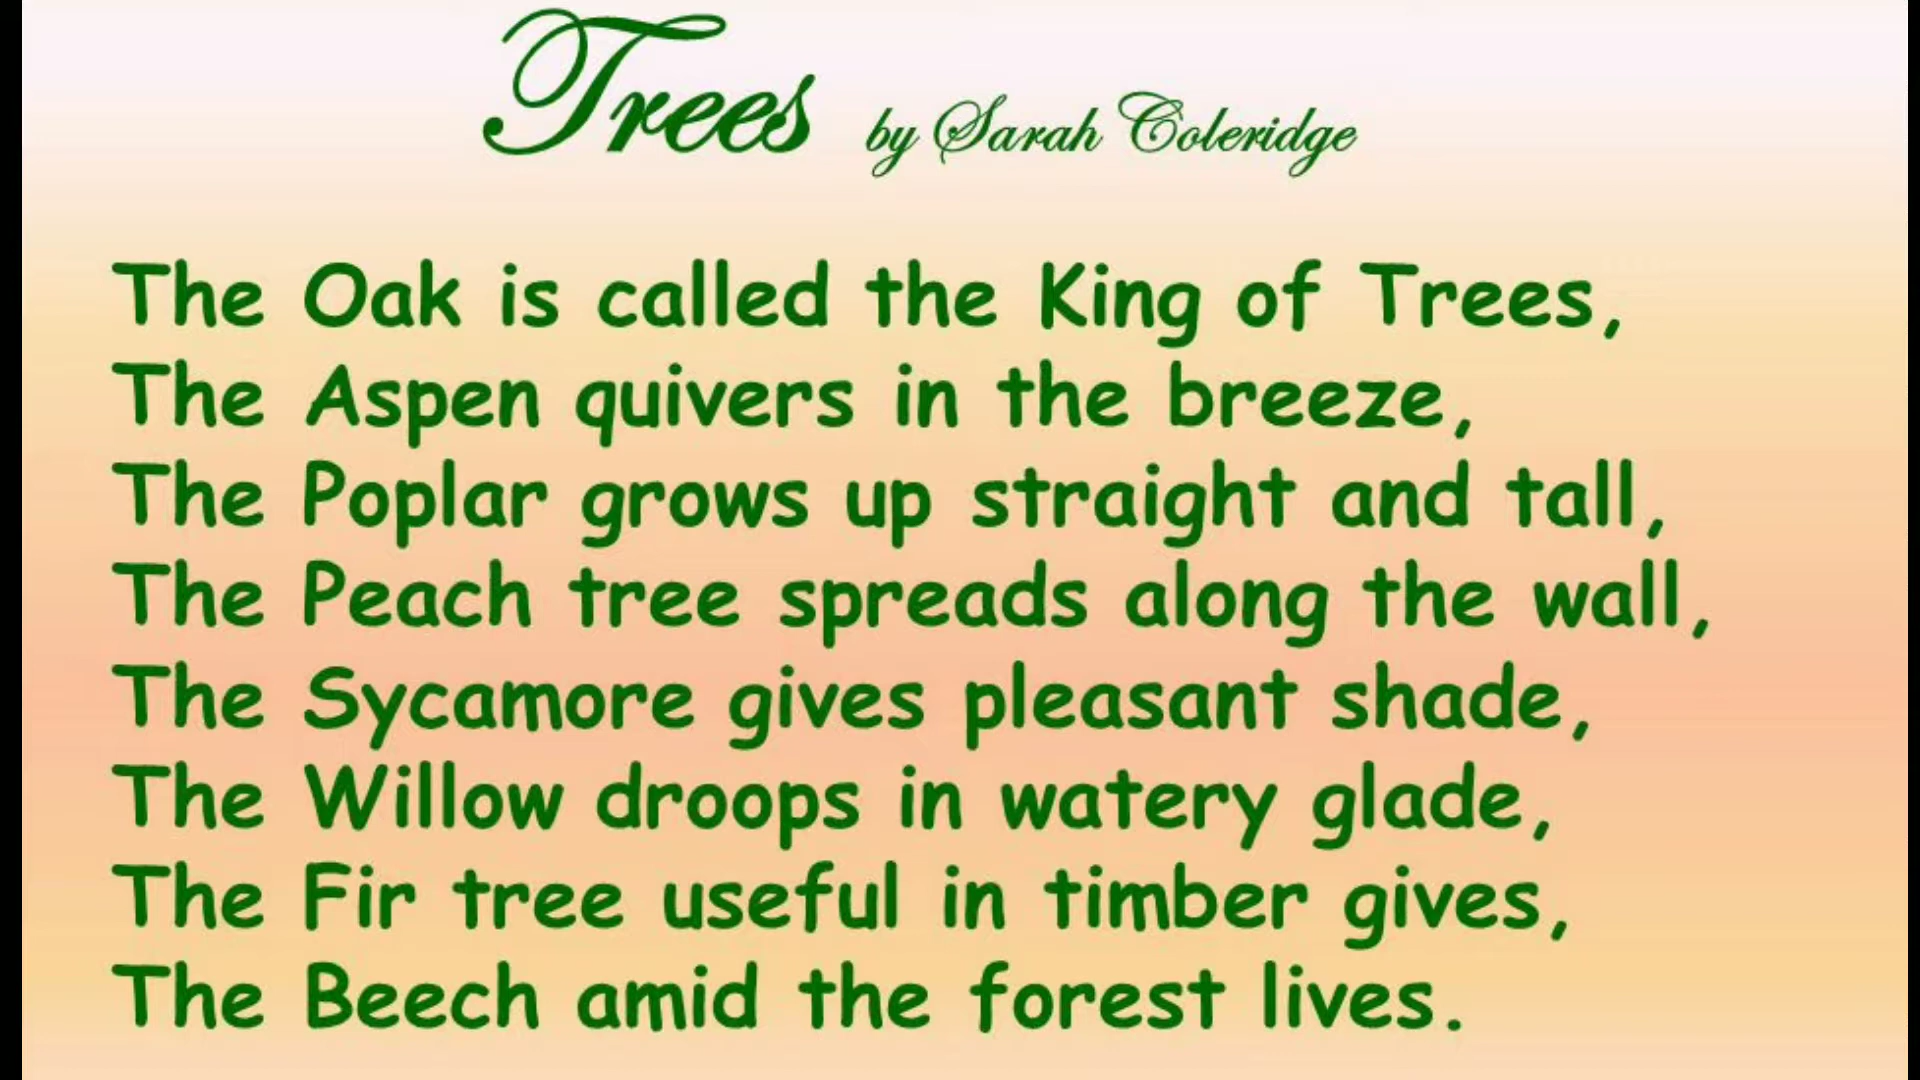 Trees by Sarah Coleridge
The Oak is called the King of Trees,
The Aspen quivers in the breeze,
The Poplar grows up straight and tall,
The Peach tree spreads along the wall,
The Sycamore gives pleasant shade,
The Willow droops in watery glade,
The Fir tree useful in timber gives,
The Beech amid the forest lives.